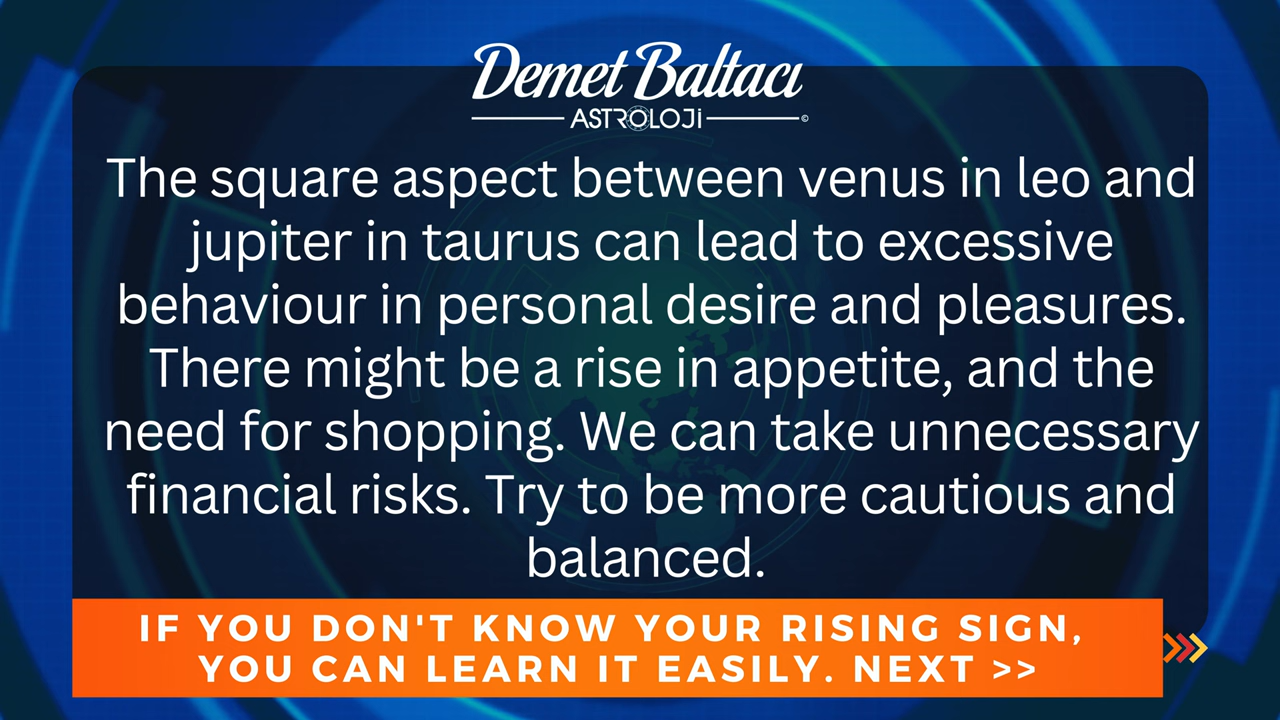 Demet Baltacı
ASTROLOJİ
©
The square aspect between venus in leo and
jupiter in taurus can lead to excessive
behaviour in personal desire and pleasures.
There might be a rise in appetite, and the
need for shopping. We can take unnecessary
financial risks. Try to be more cautious and
balanced.
IF YOU DON'T KNOW YOUR RISING SIGN,
YOU CAN LEARN IT EASILY. NEXT >>